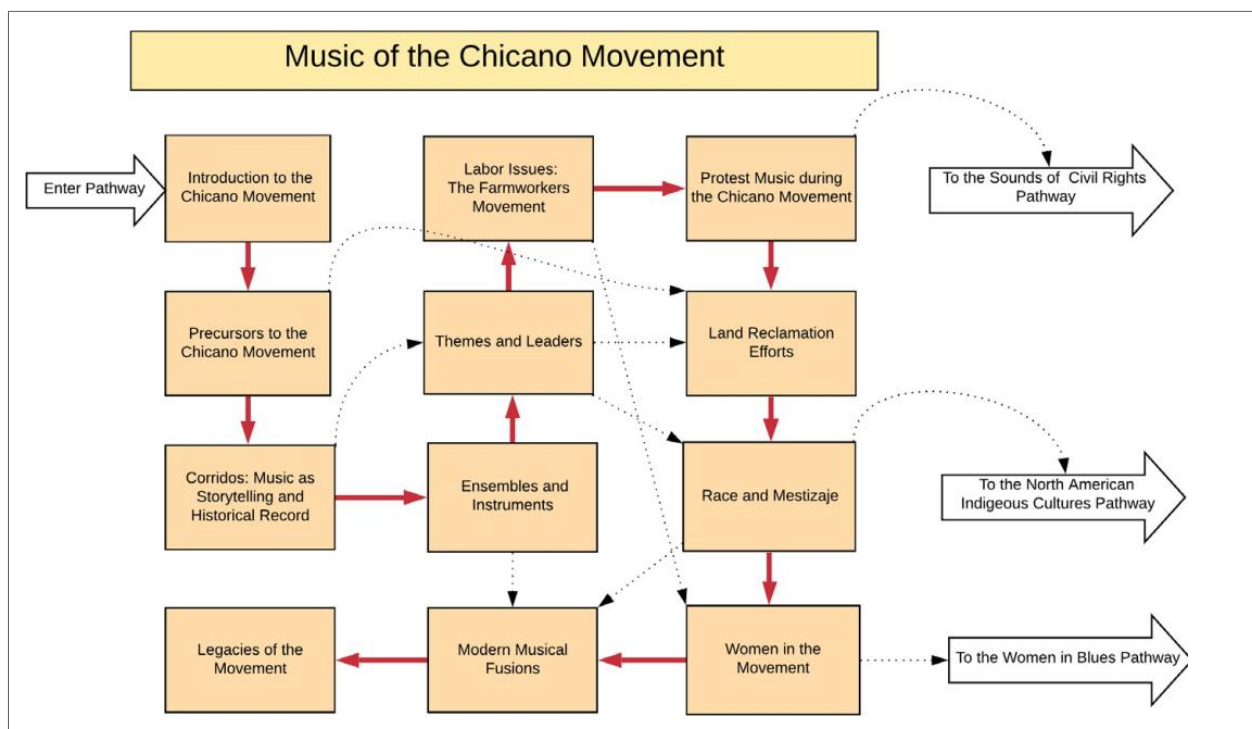 Music of the Chicano Movement
Enter Pathway
Introduction to the
Chicano Movement
Labor Issues:
The Farmworkers
Movement
Protest Music during
the Chicano Movement
To the Sounds of Civil Rights
Pathway
Precursors to the
Chicano Movement
Themes and Leaders
Land Reclamation
Efforts
Corridos: Music as
Storytelling and
Historical Record
Ensembles and
Instruments
Race and Mestizaje
To the North American
Indigeous Cultures Pathway
Legacies of the
Movement
Modern Musical
Fusions
Women in the
Movement
To the Women in Blues Pathway